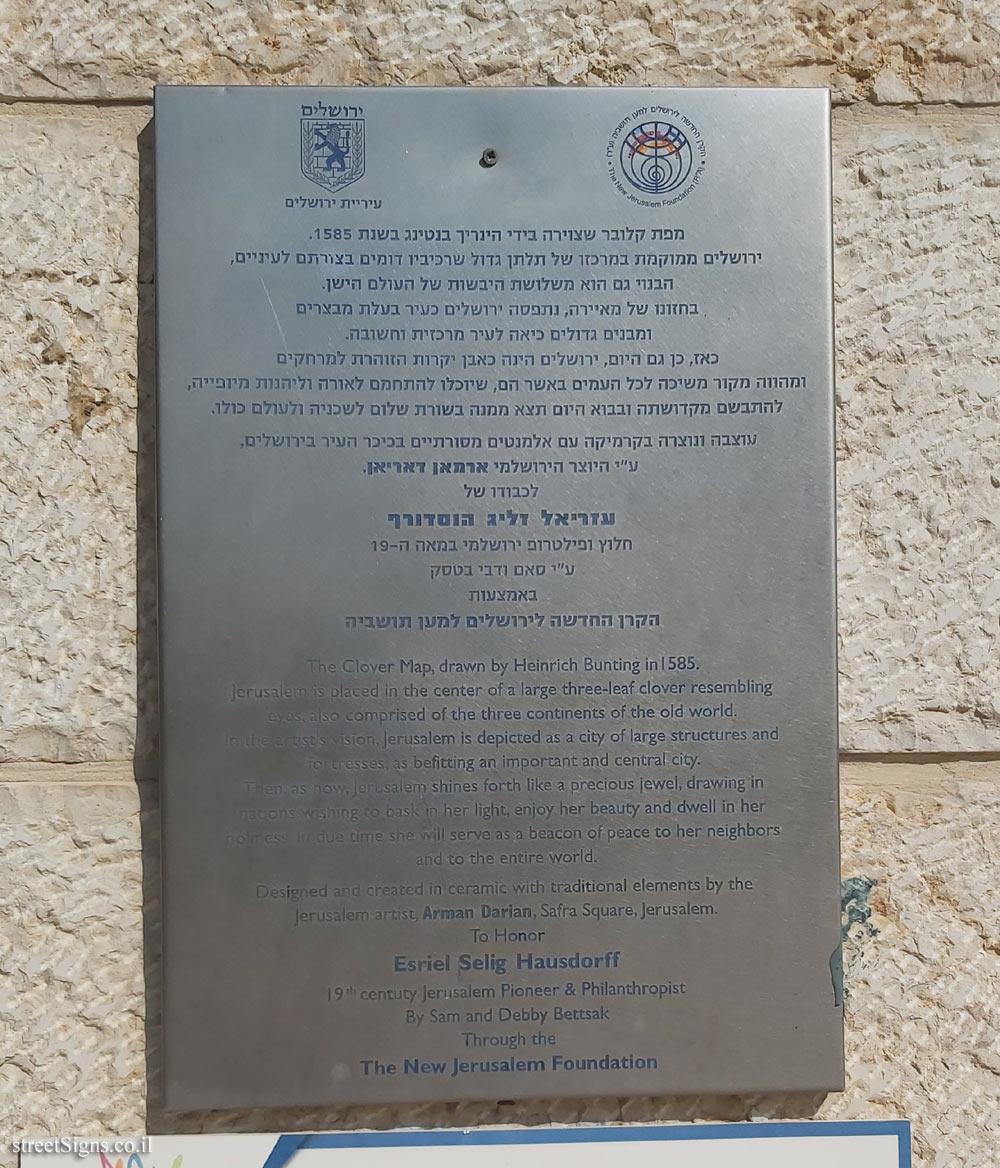 ירושלים
עיריית ירושלים
הקרן החדשה לירושלים למען תושביה (ע"ר)
The New Jerusalem Foundation (R.A)
מפת קלובר שצוירה בידי הינריך בנטינג בשנת 1585.
ירושלים ממוקמת במרכזו של תלתן גדול שרכיביו דומים בצורתם לעיניים,
הבנוי גם הוא משלושת היבשות של העולם הישן.
בחזונו של מאיירה, נתפסה ירושלים כעיר בעלת מבצרים
ומבנים גדולים כיאה לעיר מרכזית וחשובה.
כאז, כן גם היום, ירושלים הינה כאבן יקרות הזוהרת למרחקים
ומהווה מקור משיכה לכל העמים באשר הם, שיוכלו להתחמם לאורה וליהנות מיופייה,
להתבשם מקדושתה ובבוא היום תצא ממנה בשורת שלום לשכניה ולעולם כולו.
עוצבה ונוצרה בקרמיקה עם אלמנטים מסורתיים בכיכר העיר בירושלים,
ע"י היוצר הירושלמי ארמאן דאריאן.
לכבודו של
עזריאל זליג הוסדורף
חלוץ ופילטרופ ירושלמי במאה ה-19
ע"י סאם ודבי בטסק
באמצעות
הקרן החדשה לירושלים למען תושביה
The Clover Map, drawn by Heinrich Bunting in1585.
Jerusalem is placed in the center of a large three-leaf clover resembling
eyes, also comprised of the three continents of the old world.
In the artist's vision, Jerusalem is depicted as a city of large structures and
fortresses, as befitting an important and central city.
Then, as now, Jerusalem shines forth like a precious jewel, drawing in
nations wishing to bask in her light, enjoy her beauty and dwell in her
holiness. In due time she will serve as a beacon of peace to her neighbors
and to the entire world.
Designed and created in ceramic with traditional elements by the
Jerusalem artist, Arman Darian, Safra Square, Jerusalem.
To Honor
Esriel Selig Hausdorff
19th centuty Jerusalem Pioneer & Philanthropist
By Sam and Debby Bettsak
Through the
The New Jerusalem Foundation
streetSigns.co.il